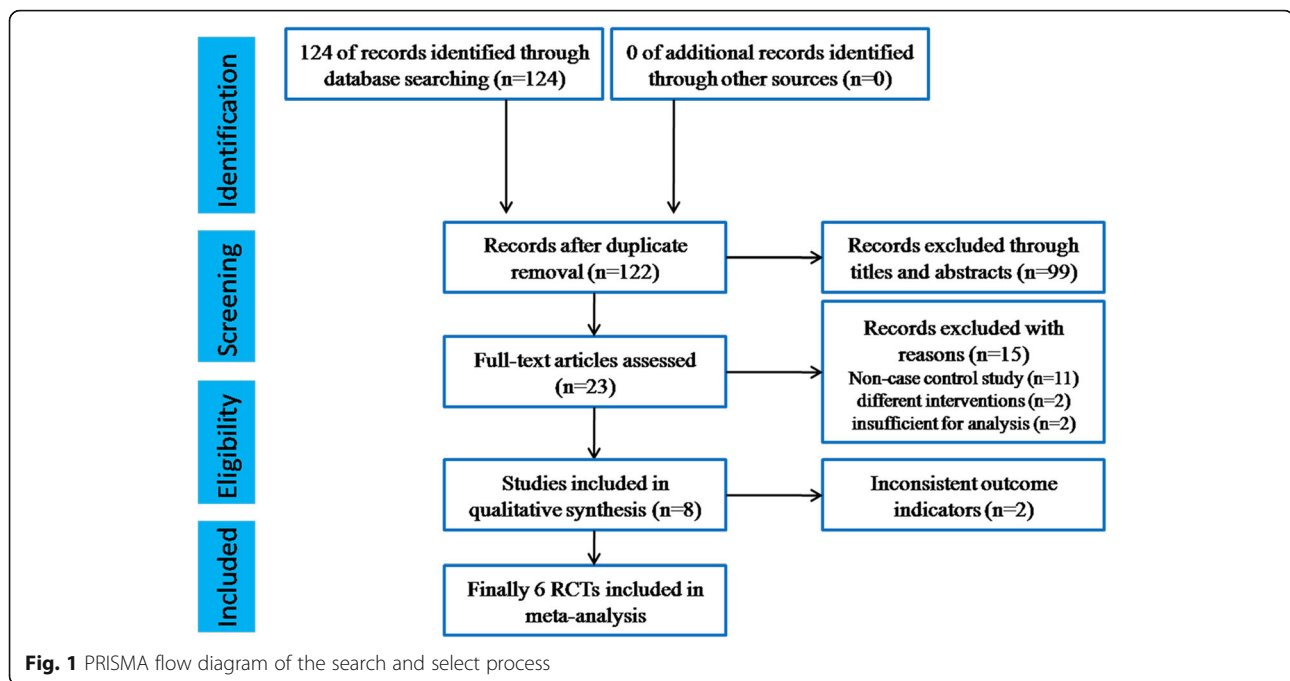 Identification
124 of records identified through
database searching (n=124)
0 of additional records identified
through other sources (n=0)
Screening
Records after duplicate
removal (n=122)
Records excluded through
titles and abstracts (n=99)
Full-text articles assessed
(n=23)
Records excluded with
reasons (n=15)
Non-case control study (n=11)
different interventions (n=2)
insufficient for analysis (n=2)
Eligibility
Studies included in
qualitative synthesis (n=8)
Inconsistent outcome
indicators (n=2)
Included
Finally 6 RCTs included in
meta-analysis
Fig. 1 PRISMA flow diagram of the search and select process